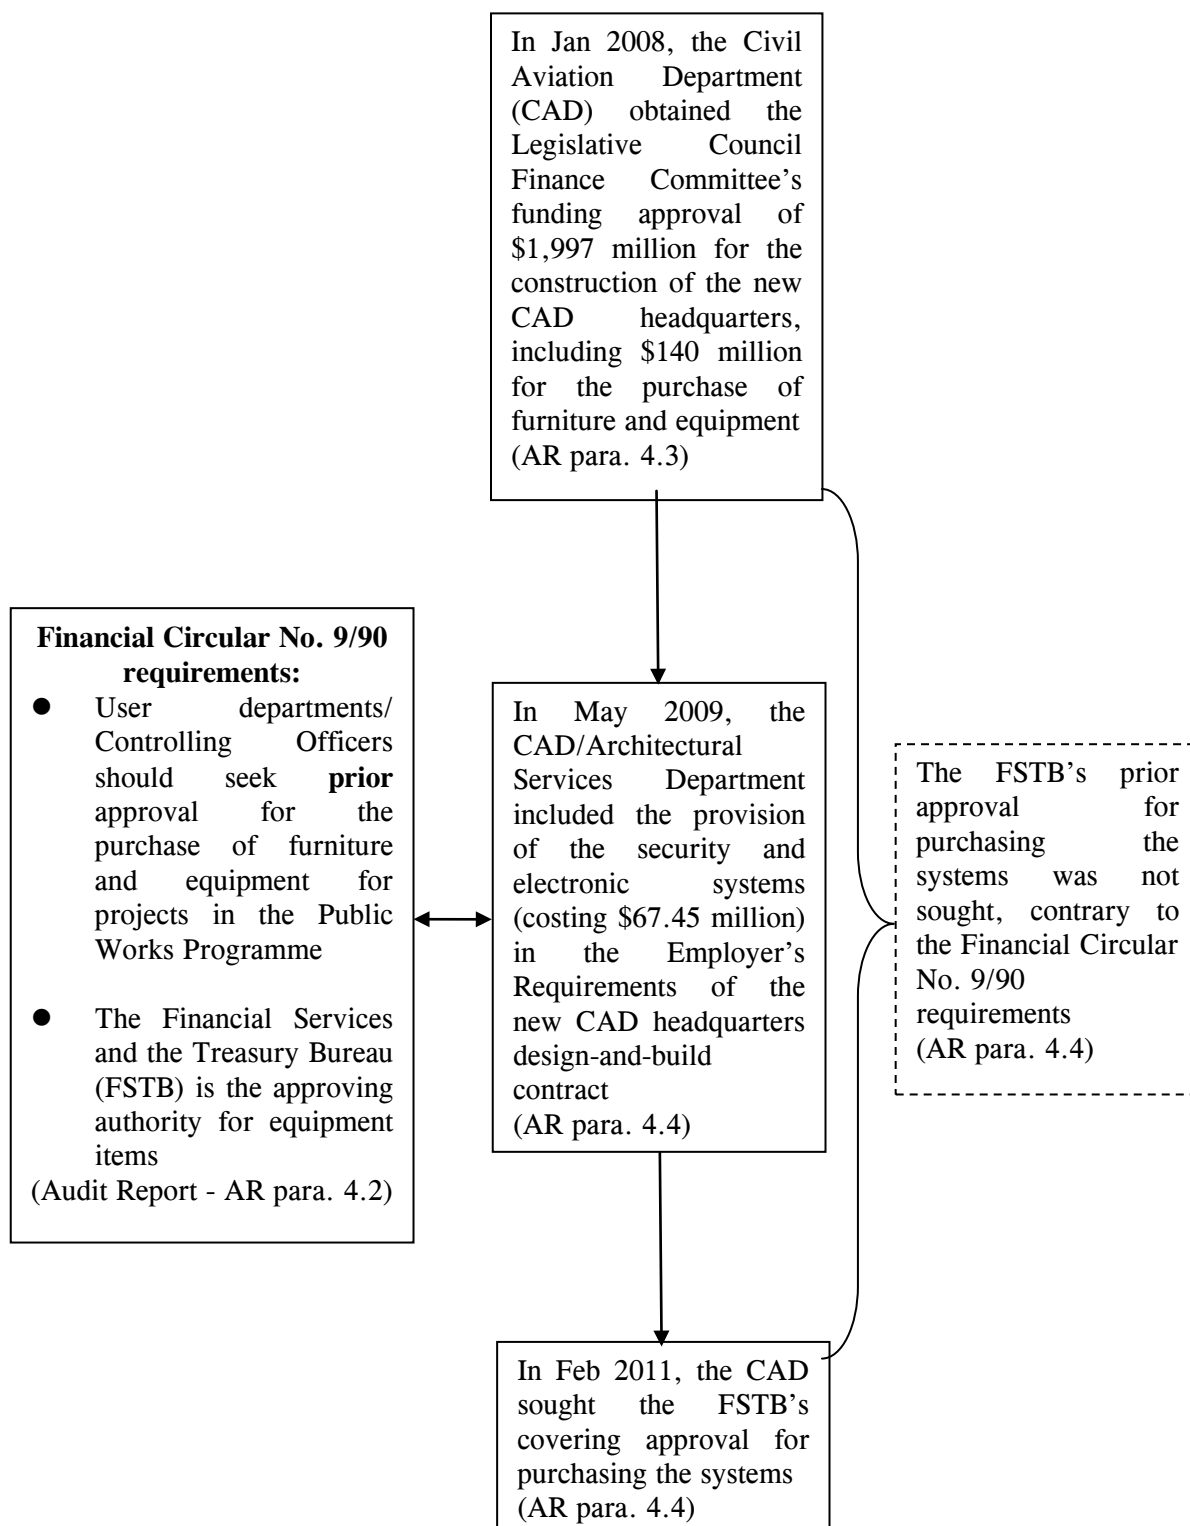 In Jan 2008, the Civil
Aviation Department
(CAD) obtained the
Legislative Council
Finance Committee’s
funding approval of
$1,997 million for the
construction of the new
CAD headquarters,
including $140 million
for the purchase of
furniture and equipment
(AR para. 4.3)
Financial Circular No. 9/90
requirements:
● User departments/
Controlling Officers
should seek prior
approval for the
purchase of furniture
and equipment for
projects in the Public
Works Programme
● The Financial Services
and the Treasury Bureau
(FSTB) is the approving
authority for equipment
items
(Audit Report - AR para. 4.2)
In May 2009, the
CAD/Architectural
Services Department
included the provision
of the security and
electronic systems
(costing $67.45 million)
in the Employer’s
Requirements of the
new CAD headquarters
design-and-build
contract
(AR para. 4.4)
The FSTB’s prior
approval for
purchasing the
systems was not
sought, contrary to
the Financial Circular
No. 9/90
requirements
(AR para. 4.4)
In Feb 2011, the CAD
sought the FSTB’s
covering approval for
purchasing the systems
(AR para. 4.4)